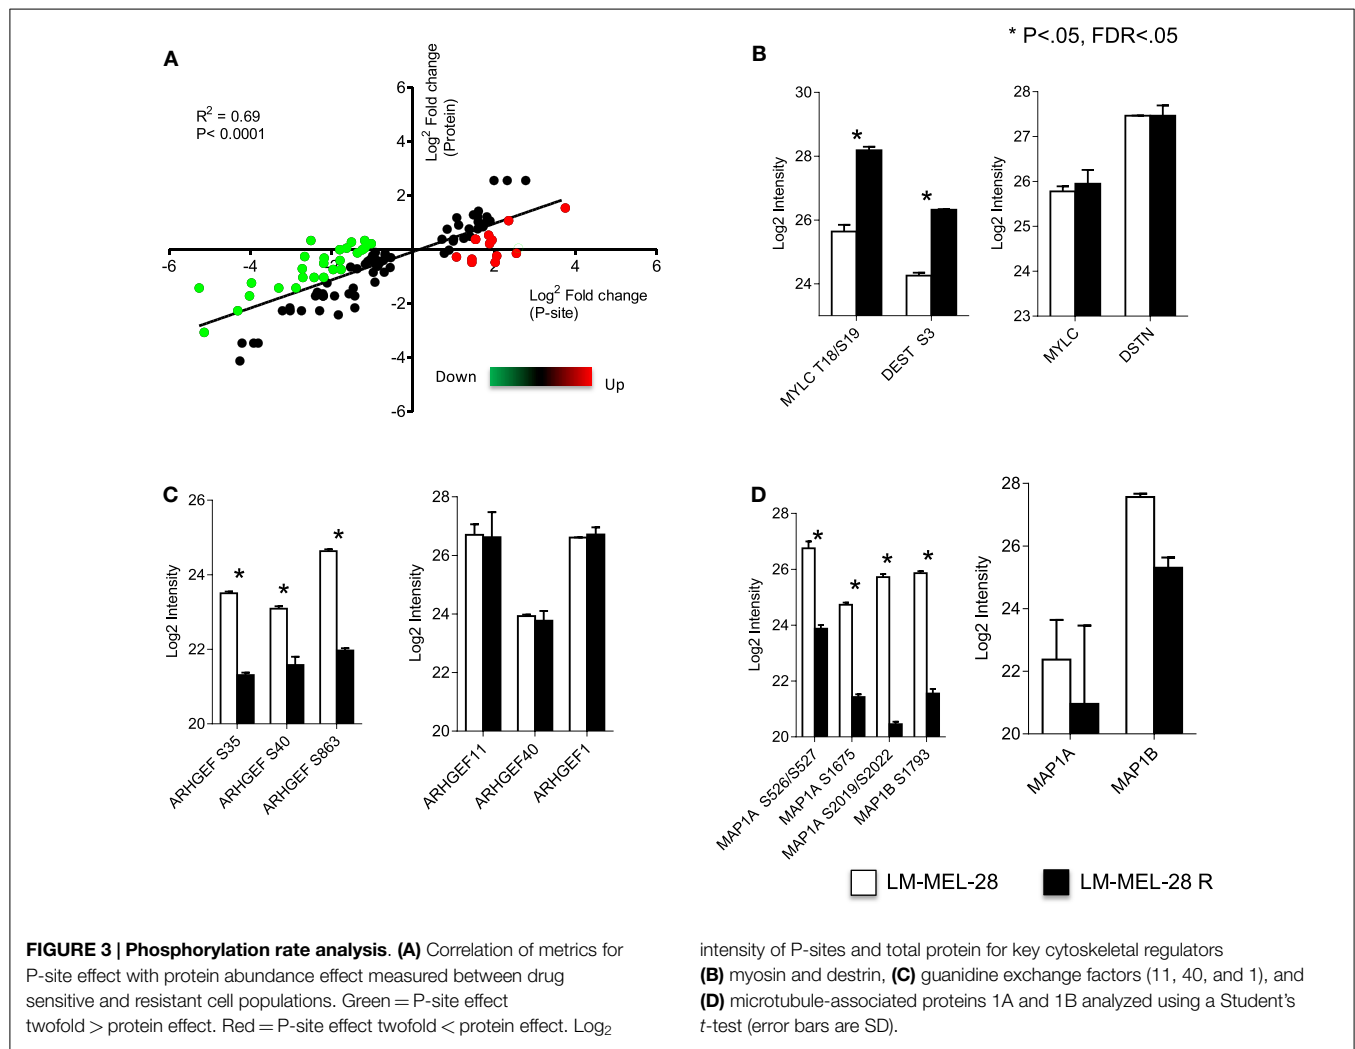 * P<.05, FDR<.05
A
R2 = 0.69
P< 0.0001
Log2 Fold change
(Protein)
6
4
2
-2
-4
-6
-6
-4
-2
2
4
6
Log2 Fold change
(P-site)
Down
Up
B
Log2 Intensity
30
28
26
24
*
*
MYLC T18/S19
DEST S3
Log2 Intensity
28
27
26
25
24
23
MYLC
DSTN
C
Log2 Intensity
26
24
22
20
*
*
*
ARHGEF S35
ARHGEF S40
ARHGEF S863
Log2 Intensity
28
26
24
22
20
ARHGEF11
ARHGEF40
ARHGEF1
D
Log2 Intensity
28
26
24
22
20
*
*
*
*
MAP1A S526/S527
MAP1A S1675
MAP1A S2019/S2022
MAP1B S1793
Log2 Intensity
28
26
24
22
20
MAP1A
MAP1B
LM-MEL-28
LM-MEL-28 R
FIGURE 3 | Phosphorylation rate analysis. (A) Correlation of metrics for
P-site effect with protein abundance effect measured between drug
sensitive and resistant cell populations. Green = P-site effect
twofold > protein effect. Red = P-site effect twofold < protein effect. Log2
intensity of P-sites and total protein for key cytoskeletal regulators
(B) myosin and destrin, (C) guanidine exchange factors (11, 40, and 1), and
(D) microtubule-associated proteins 1A and 1B analyzed using a Student's
t-test (error bars are SD).